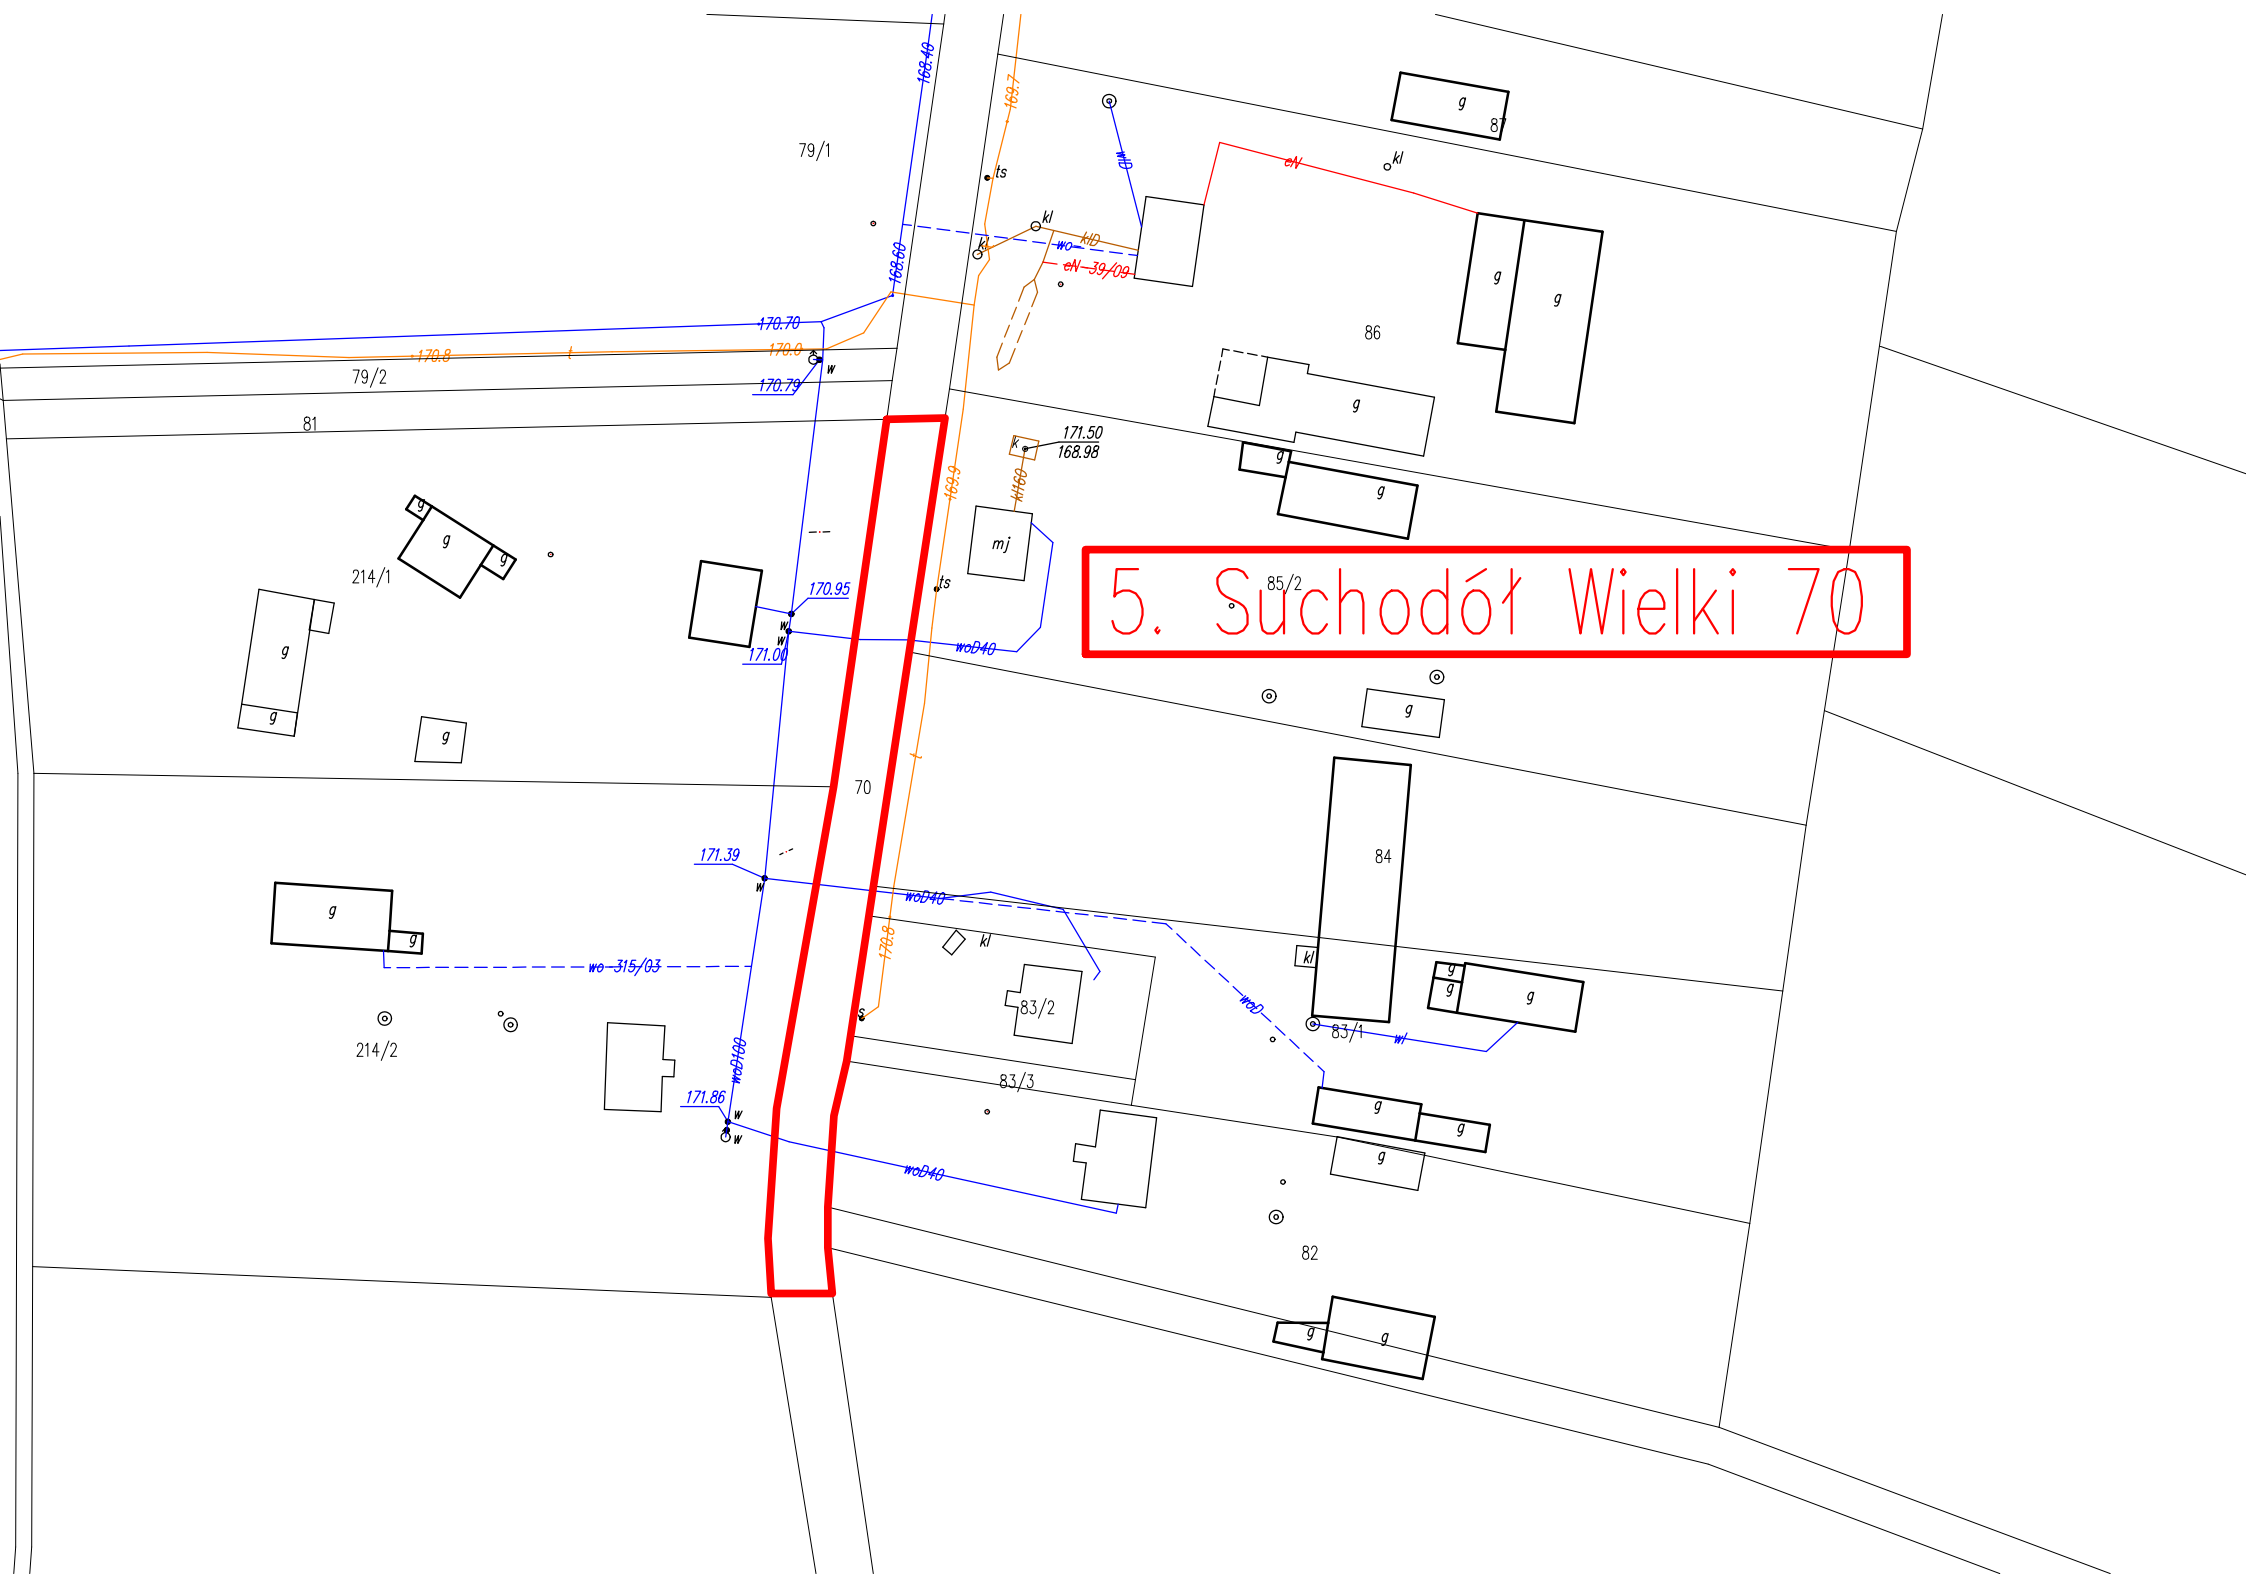 168.40
169.7
g
87
79/1
wlD
eN
kl
ts
kl
kl
klD
wo
eN 39/09
168.60
g
g
86
170.70
170.8
t
170.0
w
79/2
170.79
g
81
171.50
168.98
k
kl160
169.9
g
g
g
g
g
mj
214/1
170.95
ts
85/2
5. Suchodół Wielki 70
w
w
171.00
woD40
g
g
g
g
t
70
171.39
w
84
woD40
g
g
kl
170.8
wo 315/03
kl
g
g
g
woD
83/2
s
83/1
wl
214/2
woD100
83/3
171.86
w
w
g
g
g
woD40
82
g
g